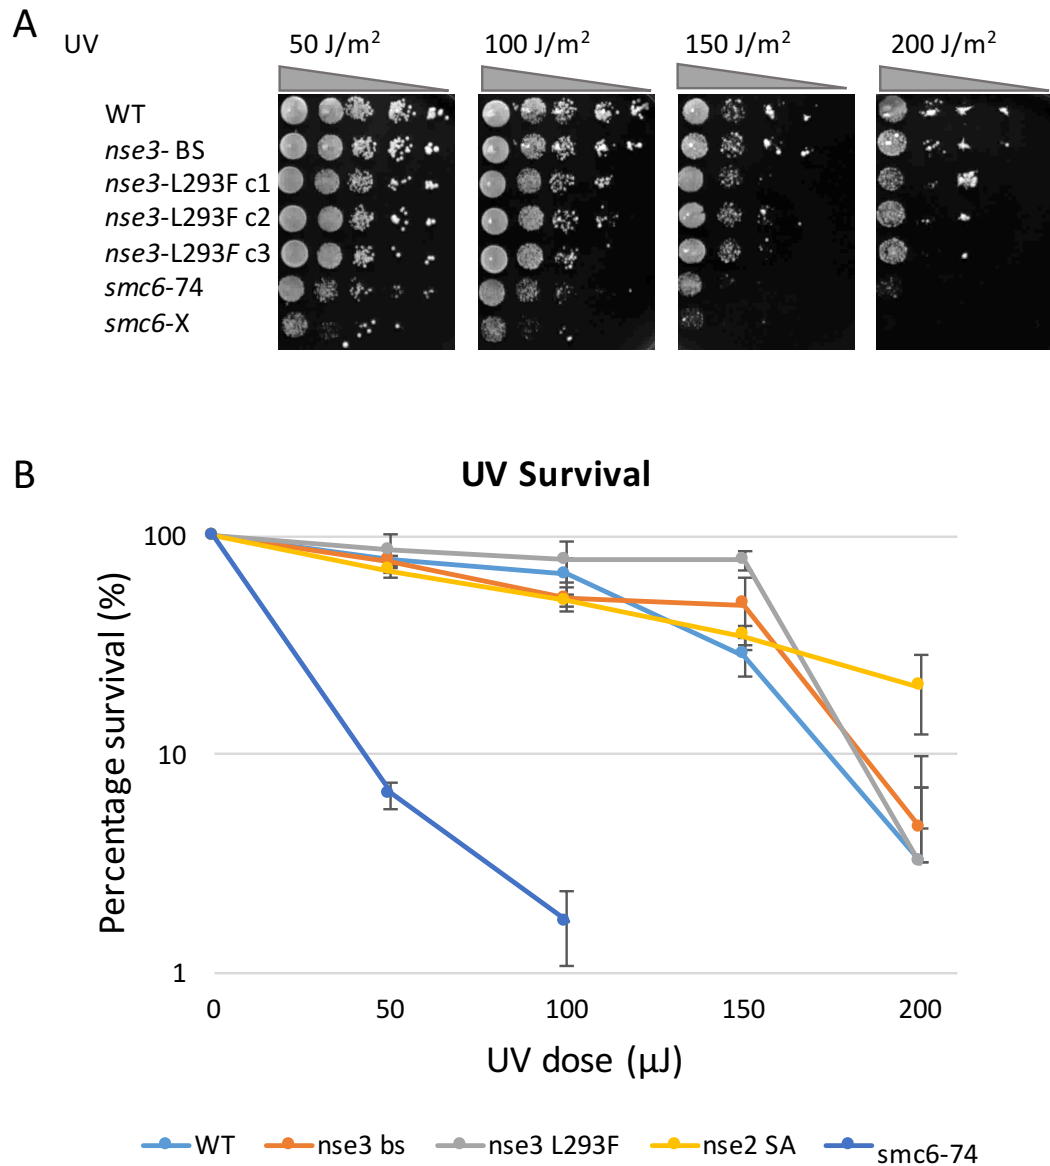 A
UV
50 J/m²
100 J/m²
150 J/m²
200 J/m²
WT
nse3- BS
nse3-L293F c1
nse3-L293F c2
nse3-L293F c3
smc6-74
smc6-X
B
UV Survival
Percentage survival (%)
100
10
1
0 50 100 150 200
UV dose (µJ)
WT nse3 bs nse3 L293F nse2 SA smc6-74